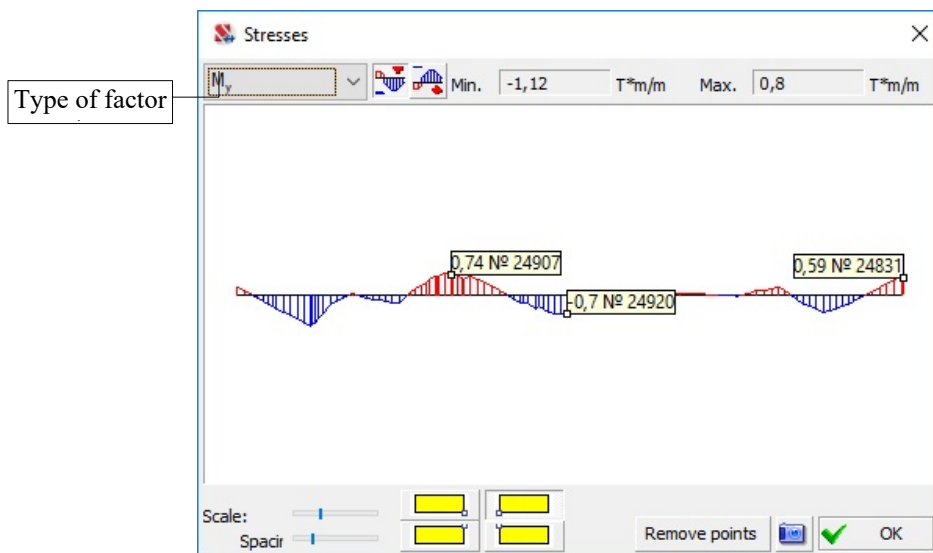 Stresses
Type of factor
My
Min. -1,12 T*m/m Max. 0,8 T*m/m
0,74 № 24907
0,59 № 24831
-0,7 № 24920
Scale:
Spacir
Remove points
OK